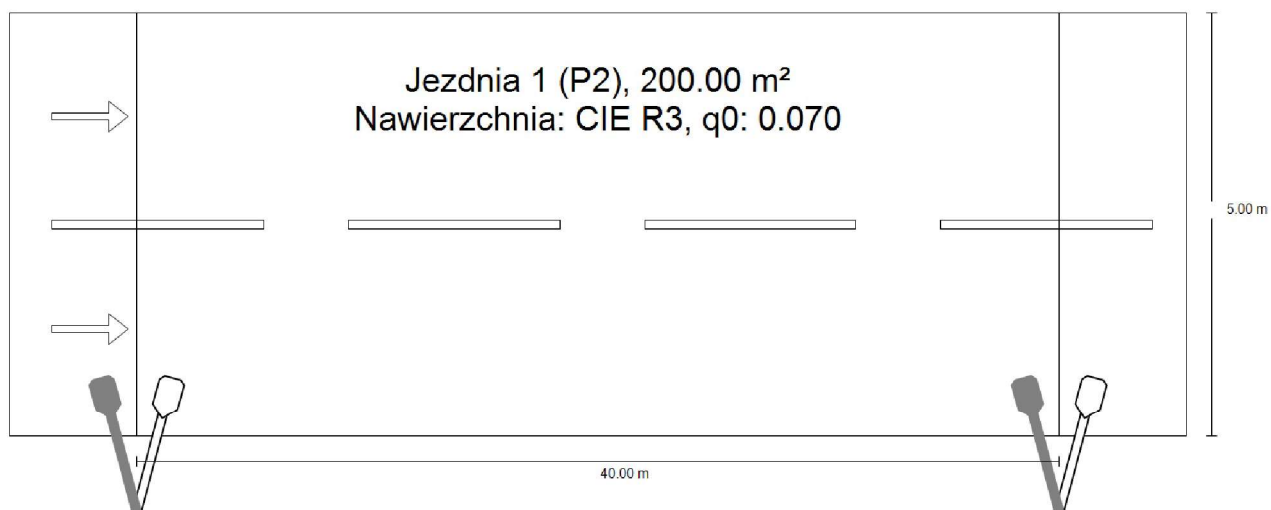 Jezdnia 1 (P2), 200.00 m²
Nawierzchnia: CIE R3, q0: 0.070
5.00 m
40.00 m